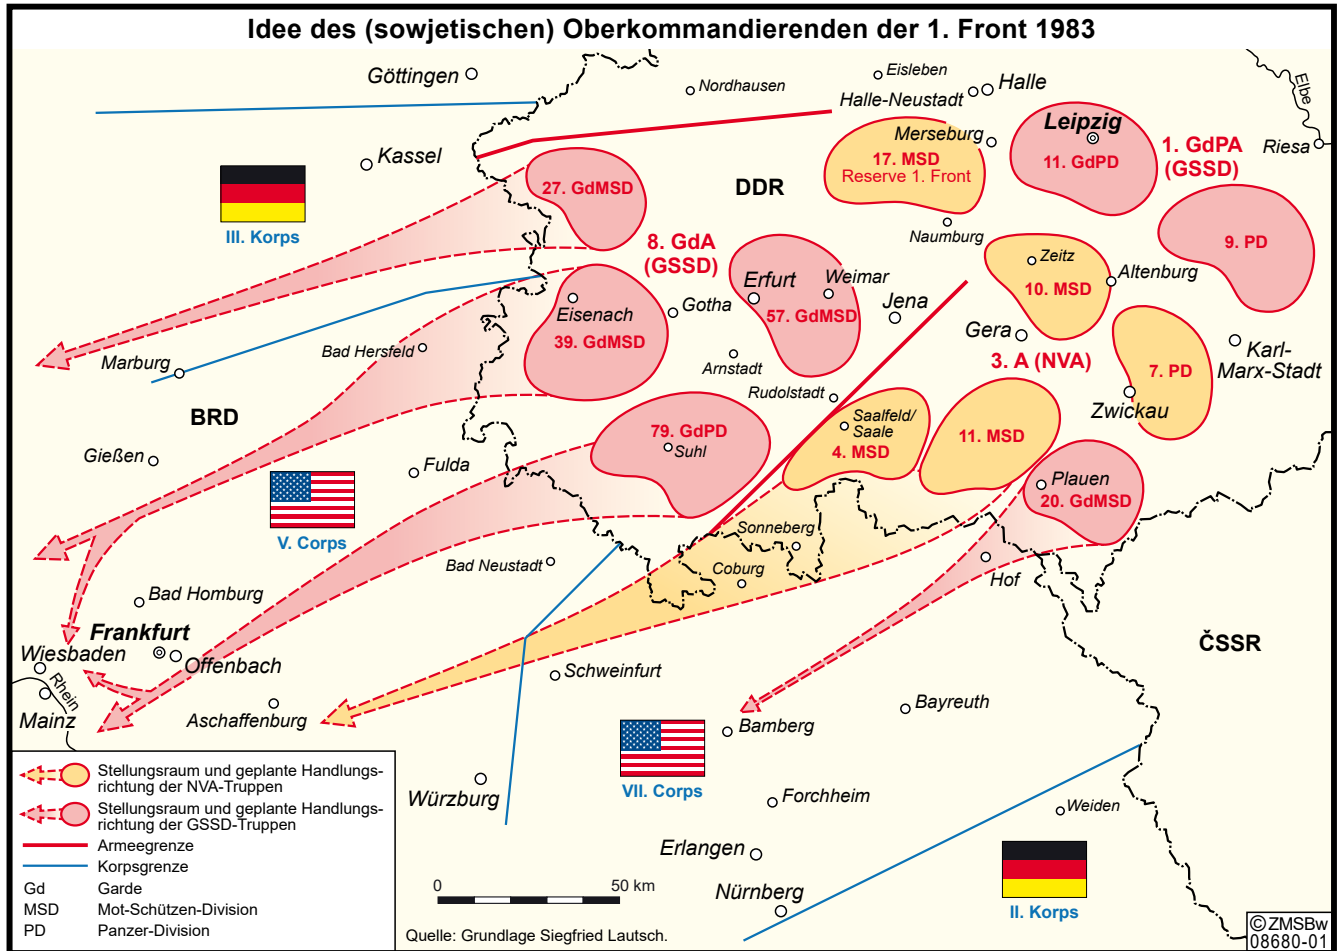 Idee des (sowjetischen) Oberkommandierenden der 1. Front 1983
Göttingen
Nordhausen
Eisleben
Halle-Neustadt
Halle
Elbe
Kassel
Merseburg
Leipzig
Riesa
17. MSD
Reserve 1. Front
11. GdPD
1. GdPA
(GSSD)
27. GdMSD
DDR
III. Korps
Naumburg
9. PD
8. GdA
(GSSD)
Zeitz
Altenburg
10. MSD
Eisenach
Gotha
Erfurt
Weimar
57. GdMSD
Jena
Gera
39. GdMSD
Bad Hersfeld
Marburg
Arnstadt
3. A (NVA)
7. PD
Karl-
Marx-Stadt
Rudolstadt
Zwickau
BRD
Saalfeld/
Saale
4. MSD
11. MSD
79. GdPD
Suhl
Gießen
Fulda
Plauen
20. GdMSD
V. Corps
Sonneberg
Bad Neustadt
Coburg
Hof
Bad Homburg
Frankfurt
Wiesbaden
Offenbach
ČSSR
Rhein
Mainz
Schweinfurt
Aschaffenburg
Bayreuth
Bamberg
VII. Corps
Würzburg
Forchheim
Weiden
Erlangen
Nürnberg
II. Korps
Stellungsraum und geplante Handlungs-
richtung der NVA-Truppen
Stellungsraum und geplante Handlungs-
richtung der GSSD-Truppen
Armeegrenze
Korpsgrenze
Gd Garde
MSD Mot-Schützen-Division
PD Panzer-Division
0 50 km
Quelle: Grundlage Siegfried Lautsch.
©ZMSBw
08680-01